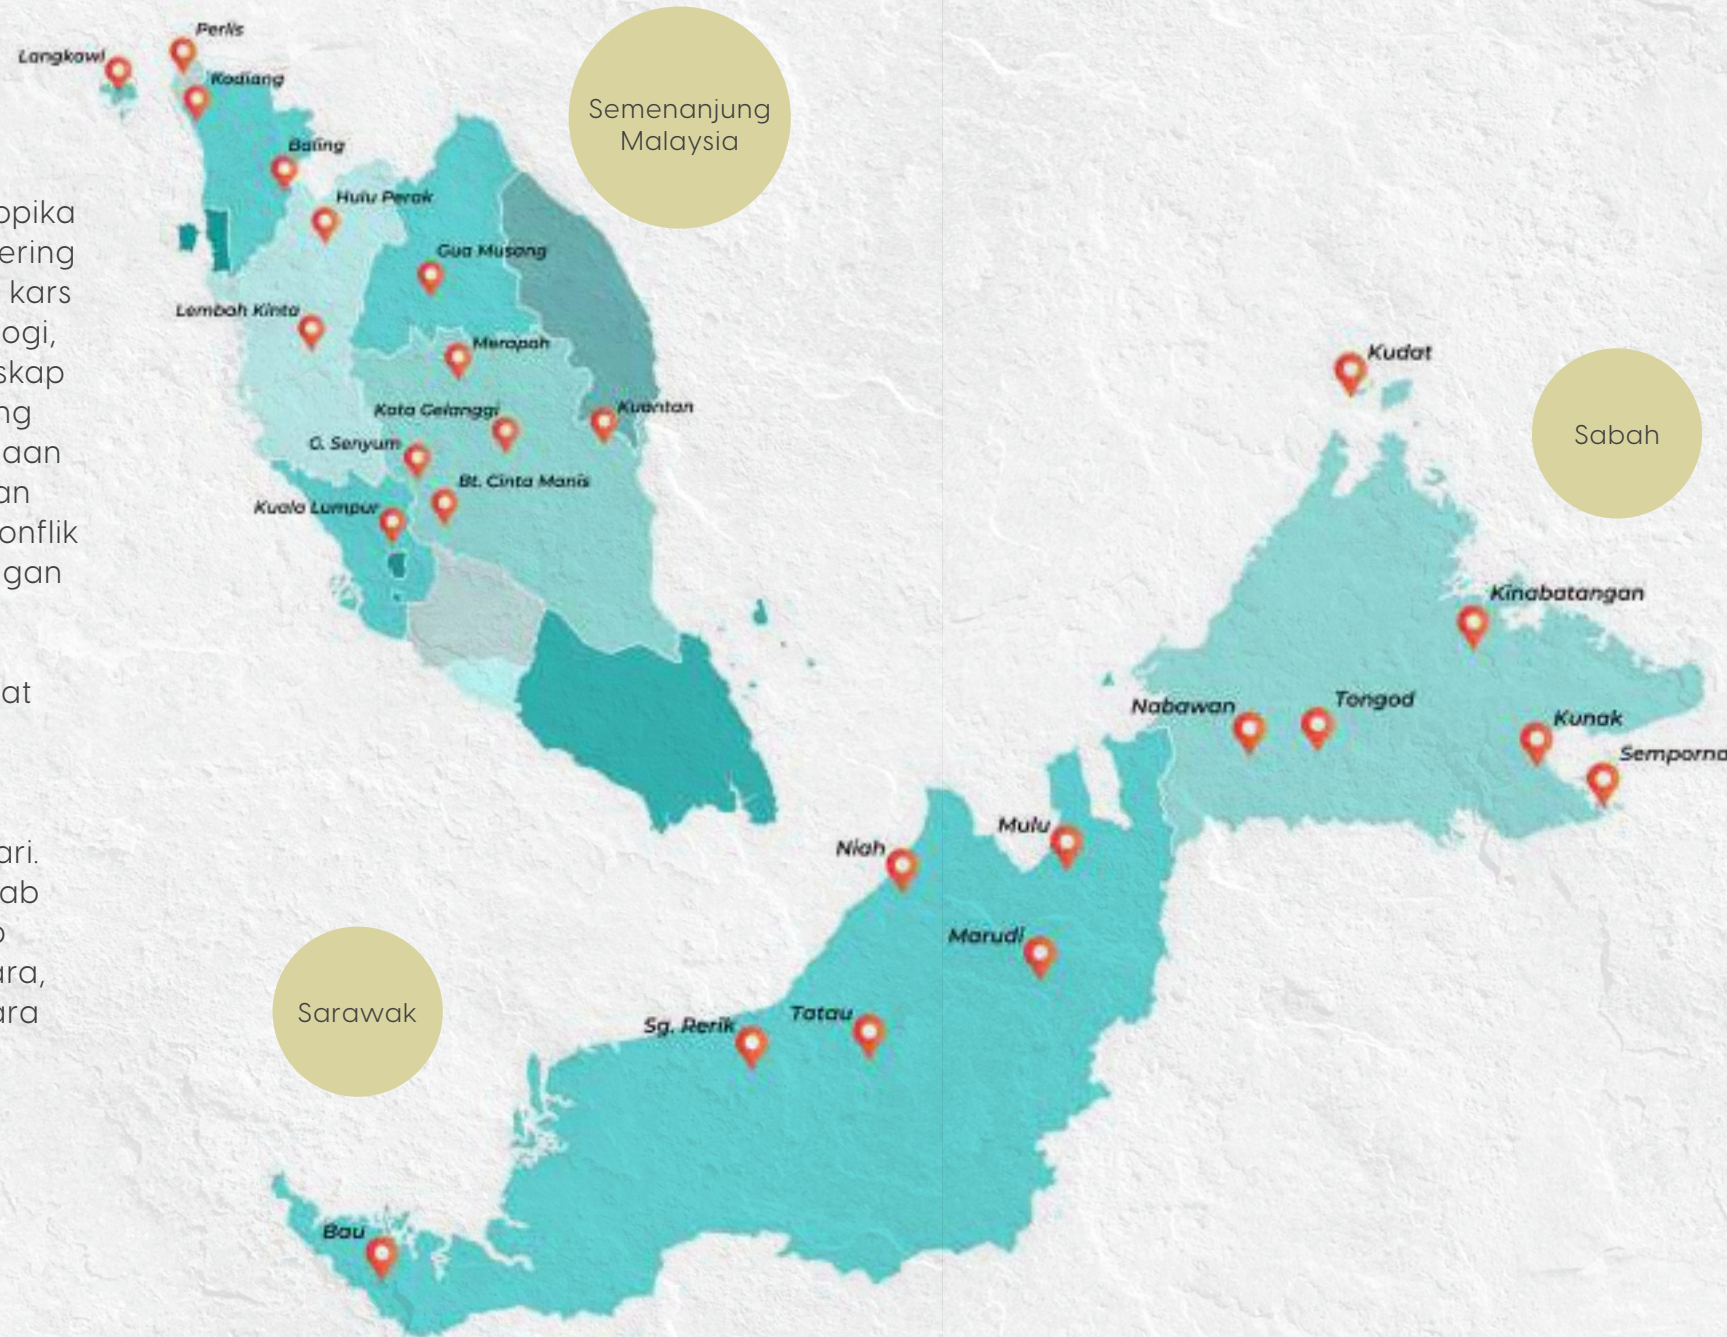 opika
ering
kars
ogi,
skap
ng
aan
an
onflik
gan
at
ari.
ab
o
ara,
ara
Semenanjung
Malaysia
Perlis
Langkawi
Kodiang
Baling
Hulu Perak
Gua Musang
Lembah Kinta
Merapoh
Kota Gelanggi
Kuantan
G. Senyum
Bt. Cinta Manis
Kuala Lumpur
Sabah
Kudat
Kinabatangan
Nabawan
Tongod
Kunak
Semporna
Sarawak
Mulu
Niah
Marudi
Tatau
Sg. Rerik
Bau